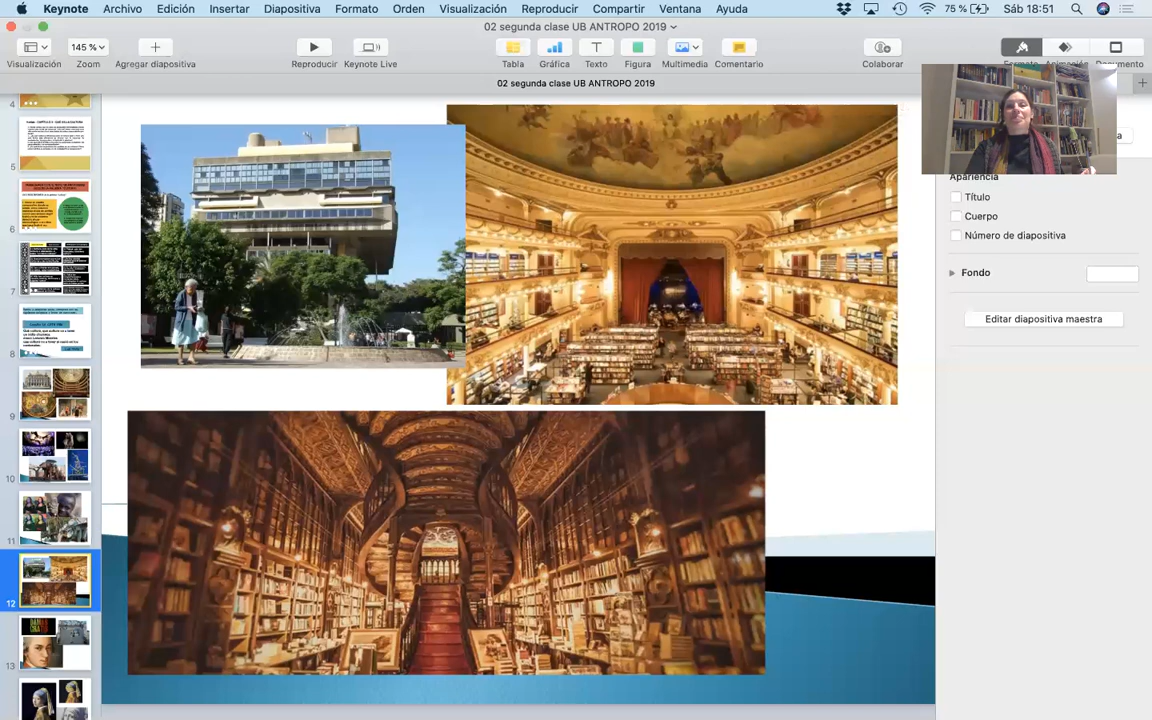 Keynote Archivo Edición Insertar Diapositiva Formato Orden Visualización Reproducir Compartir Ventana Ayuda 75 % Sáb 18:51
02 segunda clase UB ANTROPO 2019
145 %
Visualización Zoom Agregar diapositiva Reproducir Keynote Live Tabla Gráfica Texto Figura Multimedia Comentario Colaborar Formato Animación Documento
02 segunda clase UB ANTROPO 2019
Apariencia
Título
Cuerpo
Número de diapositiva
Fondo
Editar diapositiva maestra
4
5
6
7
8
9
10
11
12
13